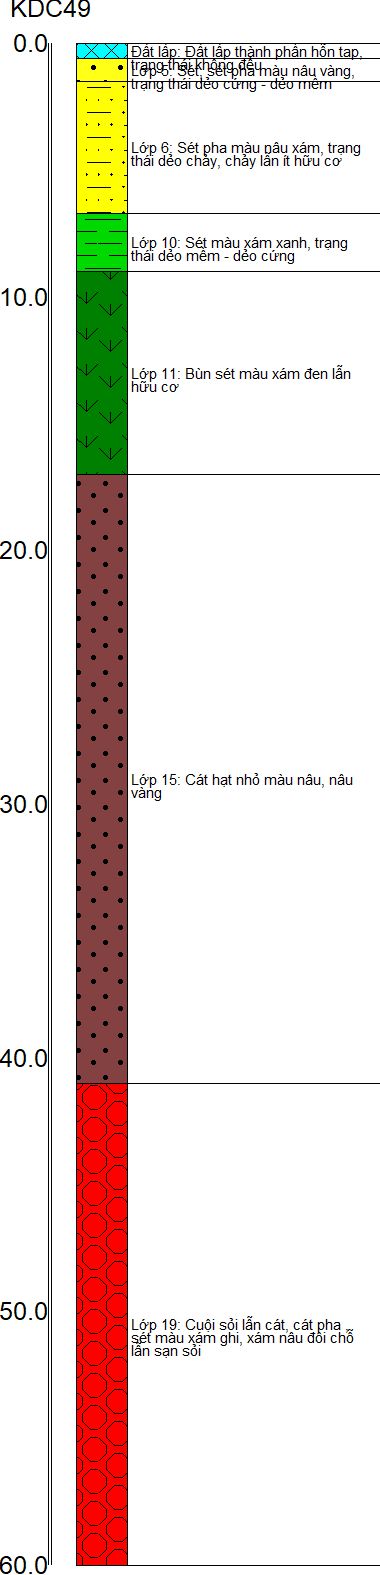 KDC49
0.0
Đất lấp: Đất lấp thành phần hỗn tạp,
trạng thái không đều
Lớp 5: Sét, sét pha màu nâu vàng,
trạng thái dẻo cứng - dẻo mềm
Lớp 6: Sét pha màu nâu xám, trạng
thái dẻo chảy, chảy lẫn ít hữu cơ
Lớp 10: Sét màu xám xanh, trạng
thái dẻo mềm - dẻo cứng
10.0
Lớp 11: Bùn sét màu xám đen lẫn
hữu cơ
20.0
Lớp 15: Cát hạt nhỏ màu nâu, nâu
vàng
30.0
40.0
50.0
Lớp 19: Cuội sỏi lẫn cát, cát pha
sét màu xám ghi, xám nâu đôi chỗ
lẫn sạn sỏi
60.0